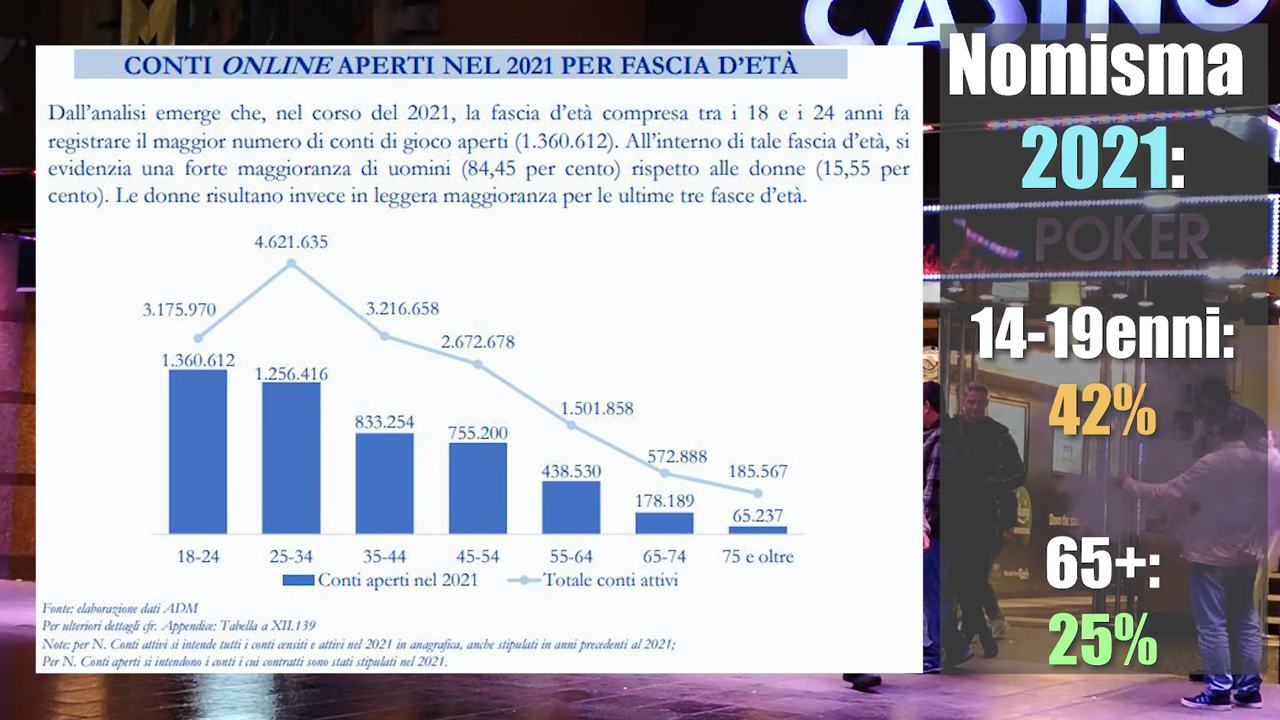 CASINO
CONTI ONLINE APERTI NEL 2021 PER FASCIA D'ETÀ
Dall'analisi emerge che, nel corso del 2021, la fascia d'età compresa tra i 18 e i 24 anni fa
registrare il maggior numero di conti di gioco aperti (1.360.612). All'interno di tale fascia d'età, si
evidenzia una forte maggioranza di uomini (84,45 per cento) rispetto alle donne (15,55 per
cento). Le donne risultano invece in leggera maggioranza per le ultime tre fasce d'età.
4.621.635
3.175.970
3.216.658
2.672.678
1.360.612
1.256.416
1.501.858
833.254
755.200
572.888
185.567
438.530
178.189
65.237
18-24
25-34
35-44
45-54
55-64
65-74
75 e oltre
Conti aperti nel 2021
Totale conti attivi
Fonte: elaborazione dati ADM
Per ulteriori dettagli cfr. Appendice: Tabella a XII.139
Note: per N. Conti attivi si intende tutti i conti censiti e attivi nel 2021 in anagrafica, anche stipulati in anni precedenti al 2021;
Per N. Conti aperti si intendono i conti i cui contratti sono stati stipulati nel 2021.
Nomisma
2021:
POKER
14-19enni:
42%
65+:
25%